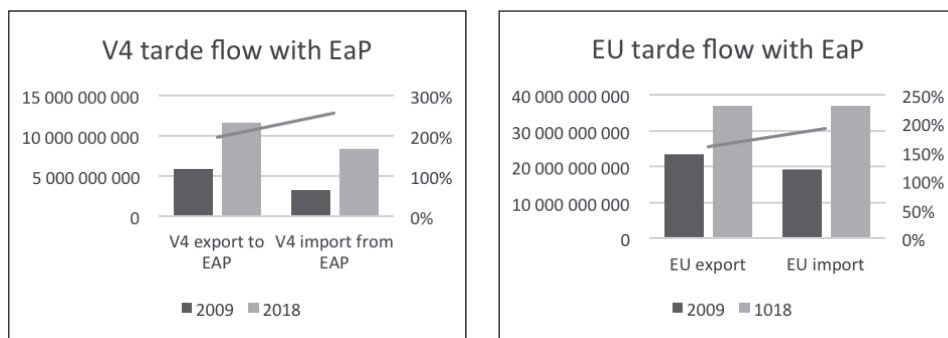 V4 tarde flow with EaP
15 000 000 000
10 000 000 000
5 000 000 000
0
300%
200%
100%
0%
V4 export to EAP
V4 import from EAP
2009 2018
EU tarde flow with EaP
40 000 000 000
30 000 000 000
20 000 000 000
10 000 000 000
0
250%
200%
150%
100%
50%
0%
EU export EU import
2009 1018